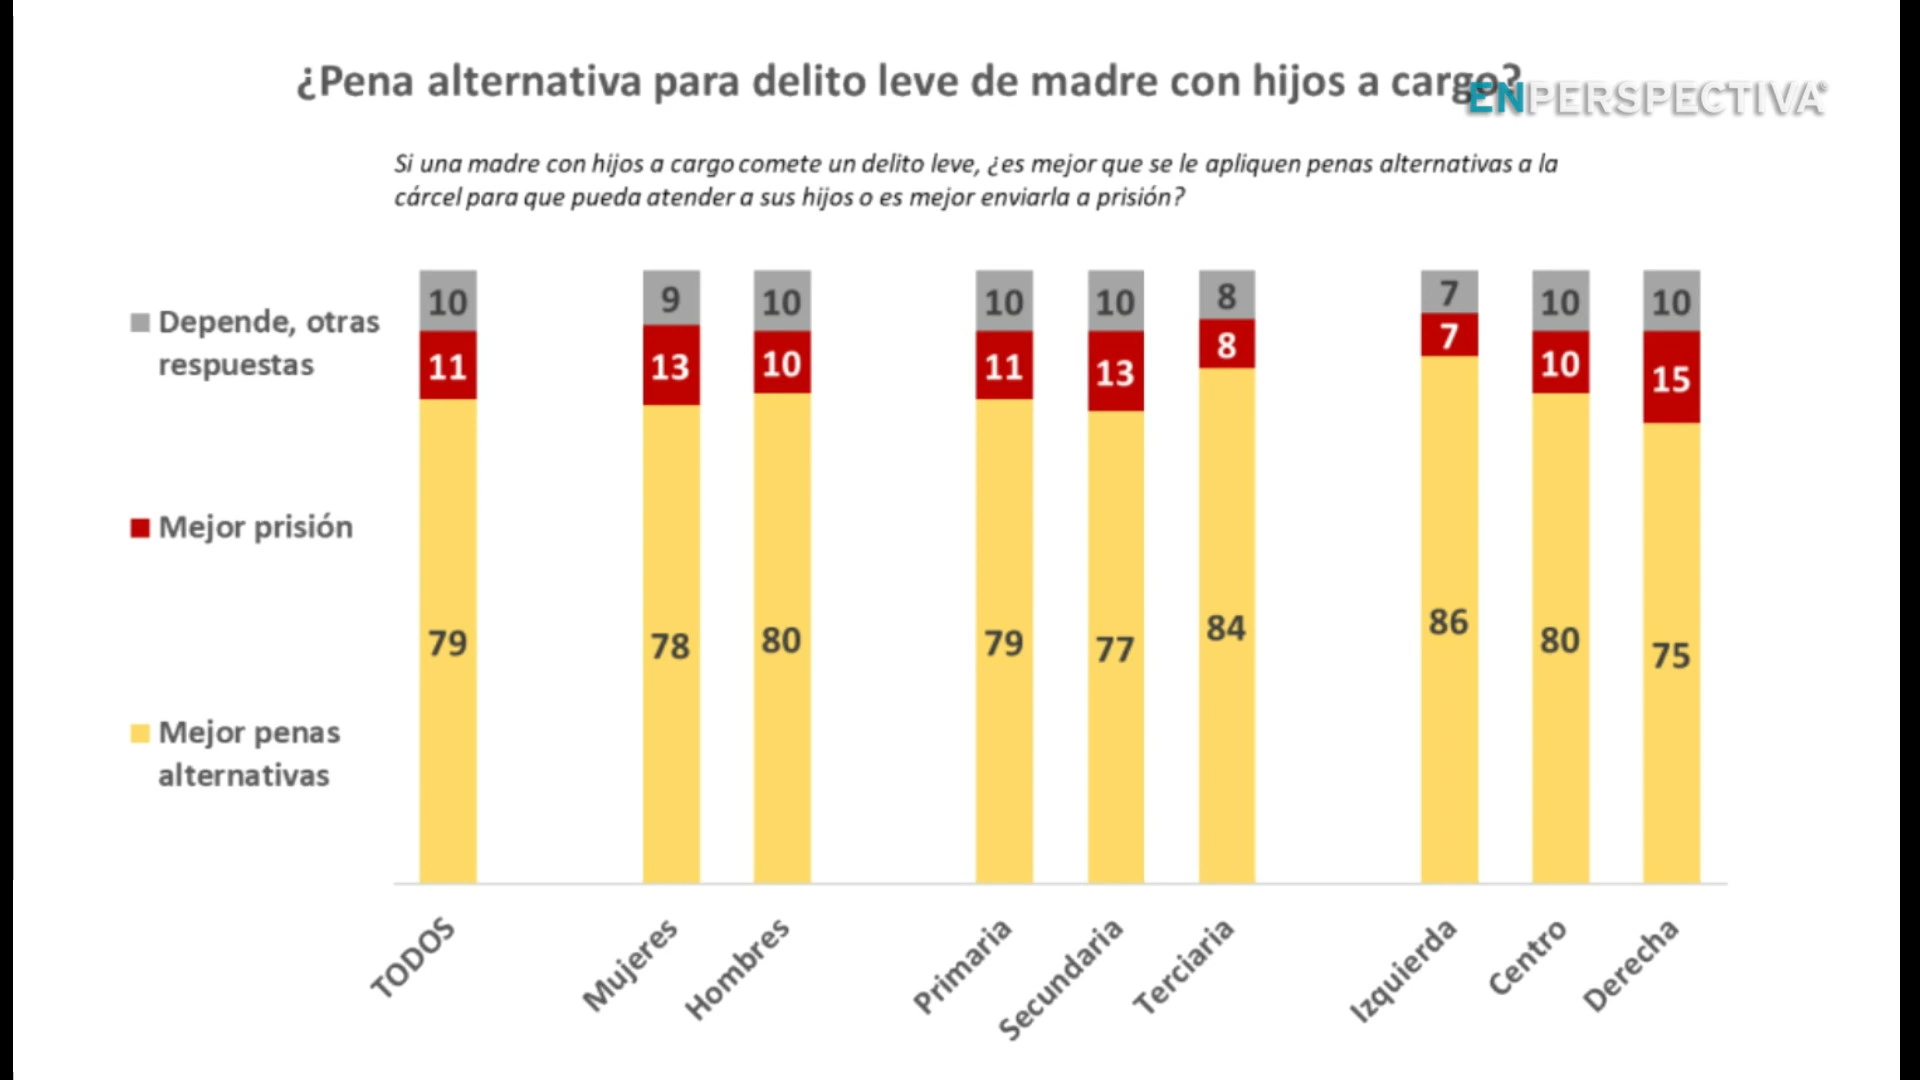 ¿Pena alternativa para delito leve de madre con hijos a cargo?
ENPERSPECTIVA
Si una madre con hijos a cargo comete un delito leve, ¿es mejor que se le apliquen penas alternativas a la
cárcel para que pueda atender a sus hijos o es mejor enviarla a prisión?
Depende, otras
respuestas
Mejor prisión
Mejor penas
alternativas
10 9 10 10 10 8 7 10 10
11 13 10 11 13 8 7 10 15
79 78 80 79 77 84 86 80 75
TODOS Mujeres Hombres Primaria Secundaria Terciaria Izquierda Centro Derecha